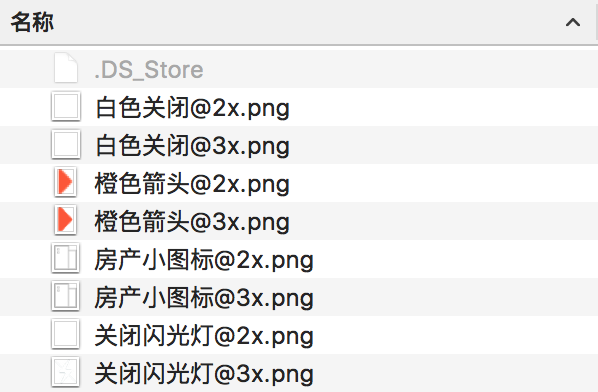 名称
.DS_Store
白色关闭@2x.png
白色关闭@3x.png
橙色箭头@2x.png
橙色箭头@3x.png
房产小图标@2x.png
房产小图标@3x.png
关闭闪光灯@2x.png
关闭闪光灯@3x.png